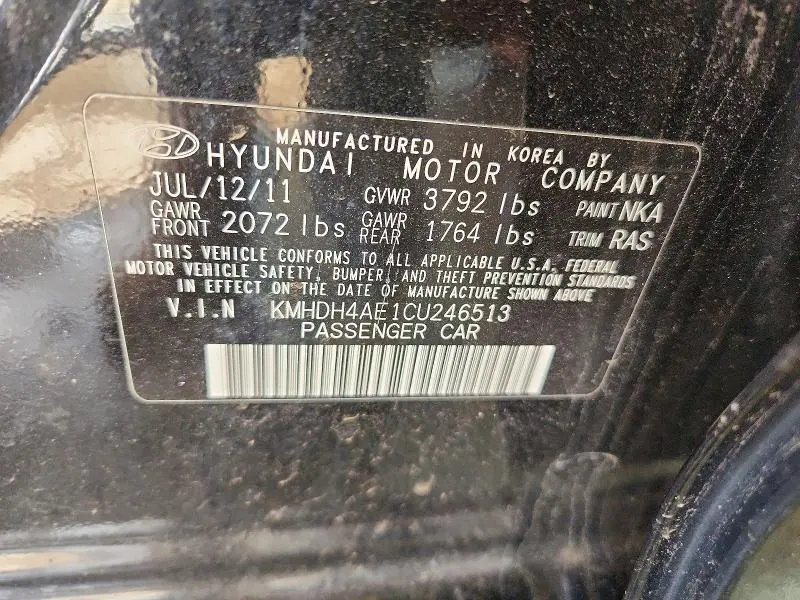 MANUFACTURED IN KOREA BY
HYUNDAI MOTOR COMPANY
JUL/12/11 GVWR 3792 lbs PAINT NKA
GAWR FRONT 2072 lbs GAWR REAR 1764 lbs TRIM RAS
THIS VEHICLE CONFORMS TO ALL APPLICABLE U.S.A. FEDERAL
MOTOR VEHICLE SAFETY, BUMPER, AND THEFT PREVENTION STANDARDS
IN EFFECT ON THE DATE OF MANUFACTURE SHOWN ABOVE
V.I.N KMHDH4AE1CU246513
PASSENGER CAR